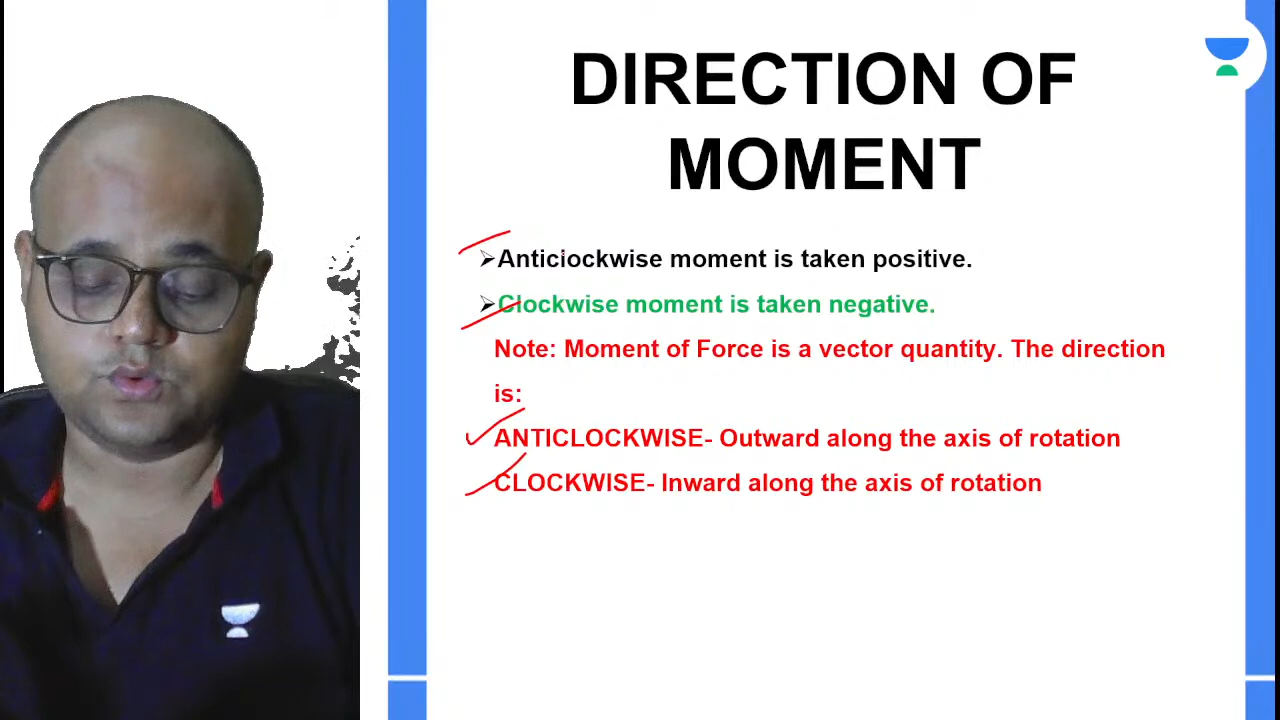 DIRECTION OF
MOMENT
➢Anticlockwise moment is taken positive.
➢Clockwise moment is taken negative.
Note: Moment of Force is a vector quantity. The direction
is:
ANTICLOCKWISE- Outward along the axis of rotation
CLOCKWISE- Inward along the axis of rotation